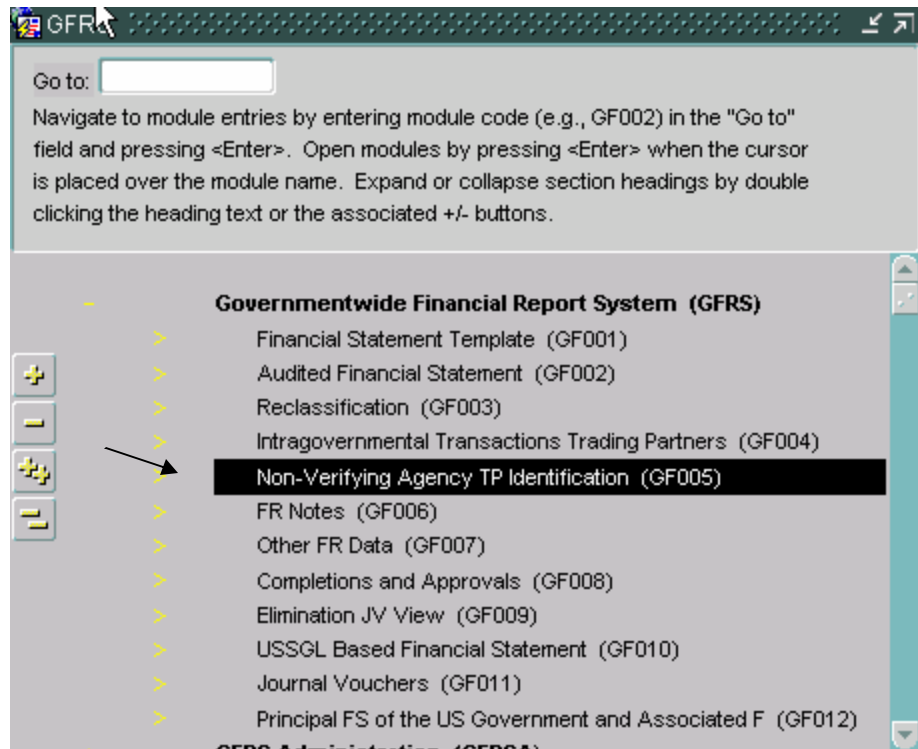 GFRS
Go to:
Navigate to module entries by entering module code (e.g., GF002) in the "Go to"
field and pressing <Enter>. Open modules by pressing <Enter> when the cursor
is placed over the module name. Expand or collapse section headings by double
clicking the heading text or the associated +/- buttons.
Governmentwide Financial Report System (GFRS)
Financial Statement Template (GF001)
Audited Financial Statement (GF002)
Reclassification (GF003)
Intragovernmental Transactions Trading Partners (GF004)
Non-Verifying Agency TP Identification (GF005)
FR Notes (GF006)
Other FR Data (GF007)
Completions and Approvals (GF008)
Elimination JV View (GF009)
USSGL Based Financial Statement (GF010)
Journal Vouchers (GF011)
Principal FS of the US Government and Associated F (GF012)
GFRS Administration (GFRSA)